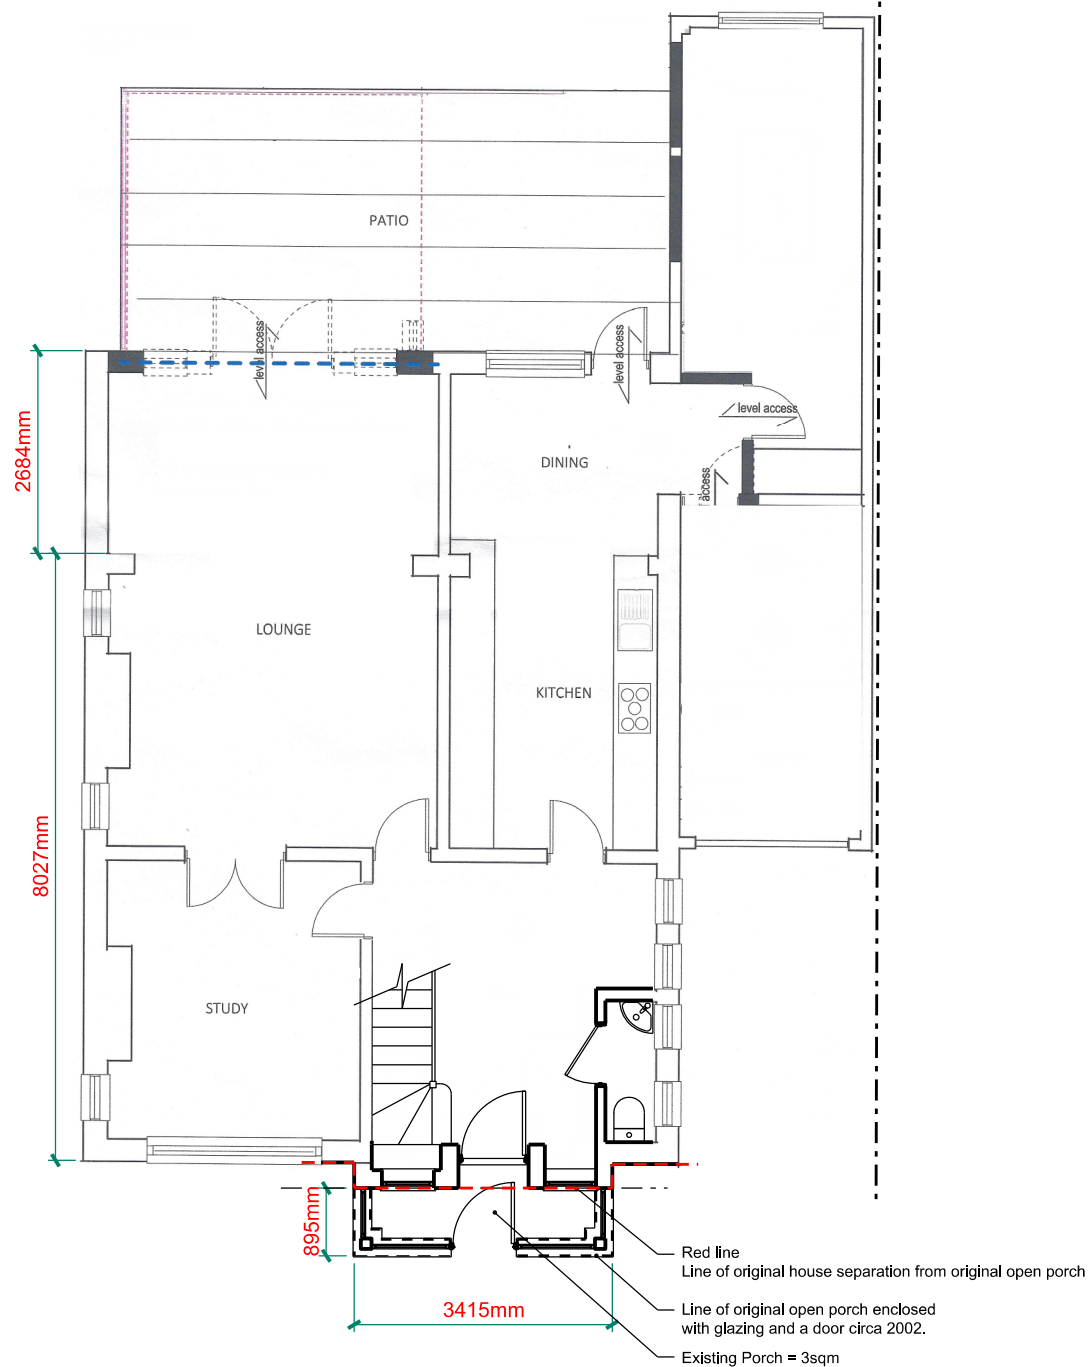 PATIO
level access
level access
level access
access
2684mm
DINING
LOUNGE
KITCHEN
8027mm
STUDY
895mm
3415mm
Red line
Line of original house separation from original open porch
Line of original open porch enclosed
with glazing and a door circa 2002.
Existing Porch = 3sqm